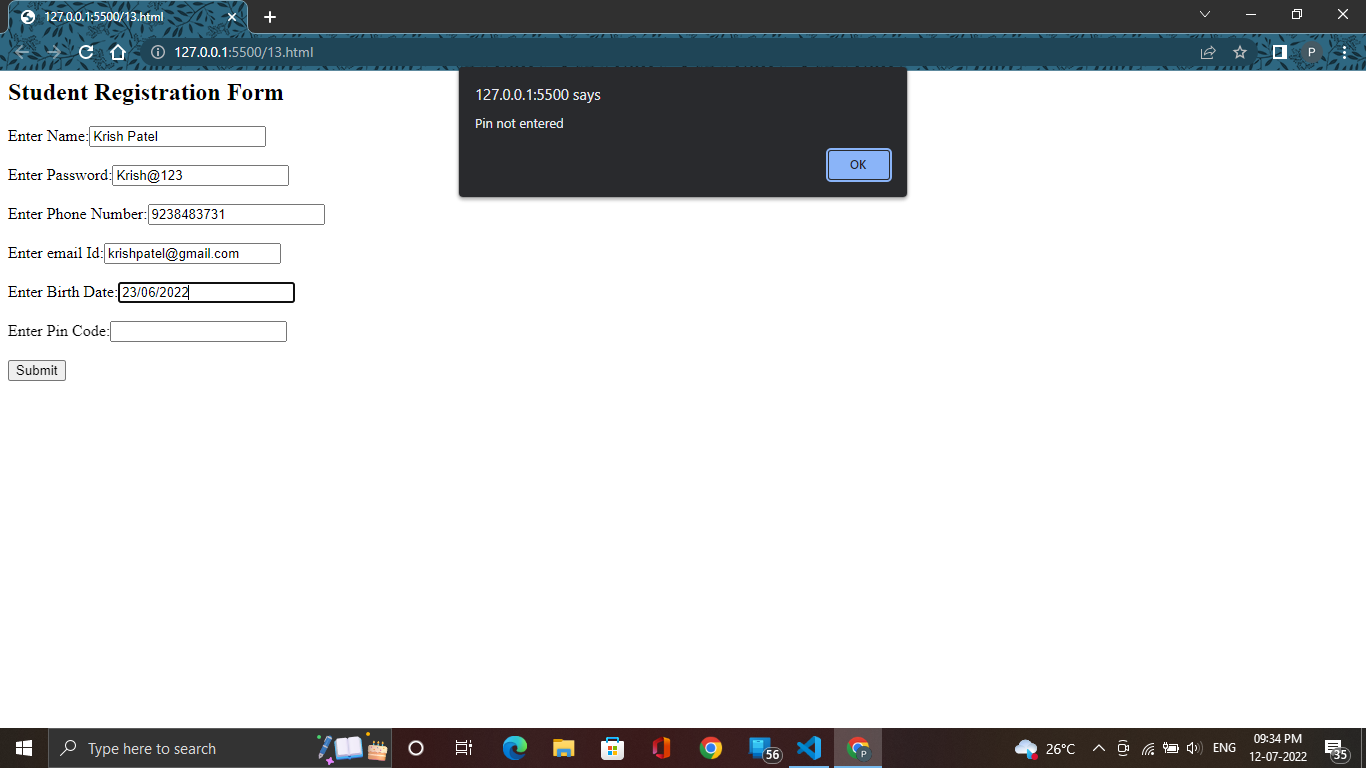 127.0.0.1:5500/13.html
127.0.0.1:5500/13.html
P
127.0.0.1:5500 says
Pin not entered
OK
Student Registration Form
Enter Name:Krish Patel
Enter Password:Krish@123
Enter Phone Number:9238483731
Enter email Id:krishpatel@gmail.com
Enter Birth Date:23/06/2022
Enter Pin Code:
Submit
Type here to search
56
P
26°C
ENG
09:34 PM
12-07-2022
35